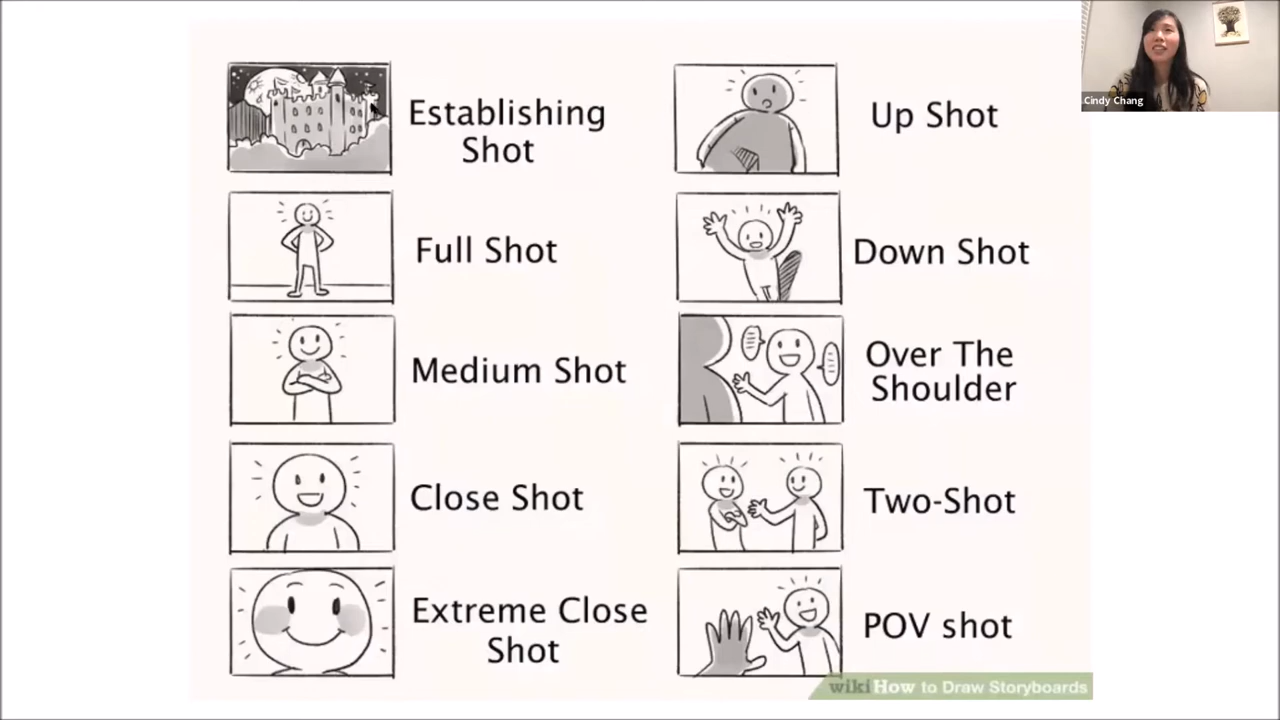 Establishing
Shot
Full Shot
Medium Shot
Close Shot
Extreme Close
Shot
Up Shot
Down Shot
Over The
Shoulder
Two-Shot
POV shot
wikiHow to Draw Storyboards
Cindy Chang